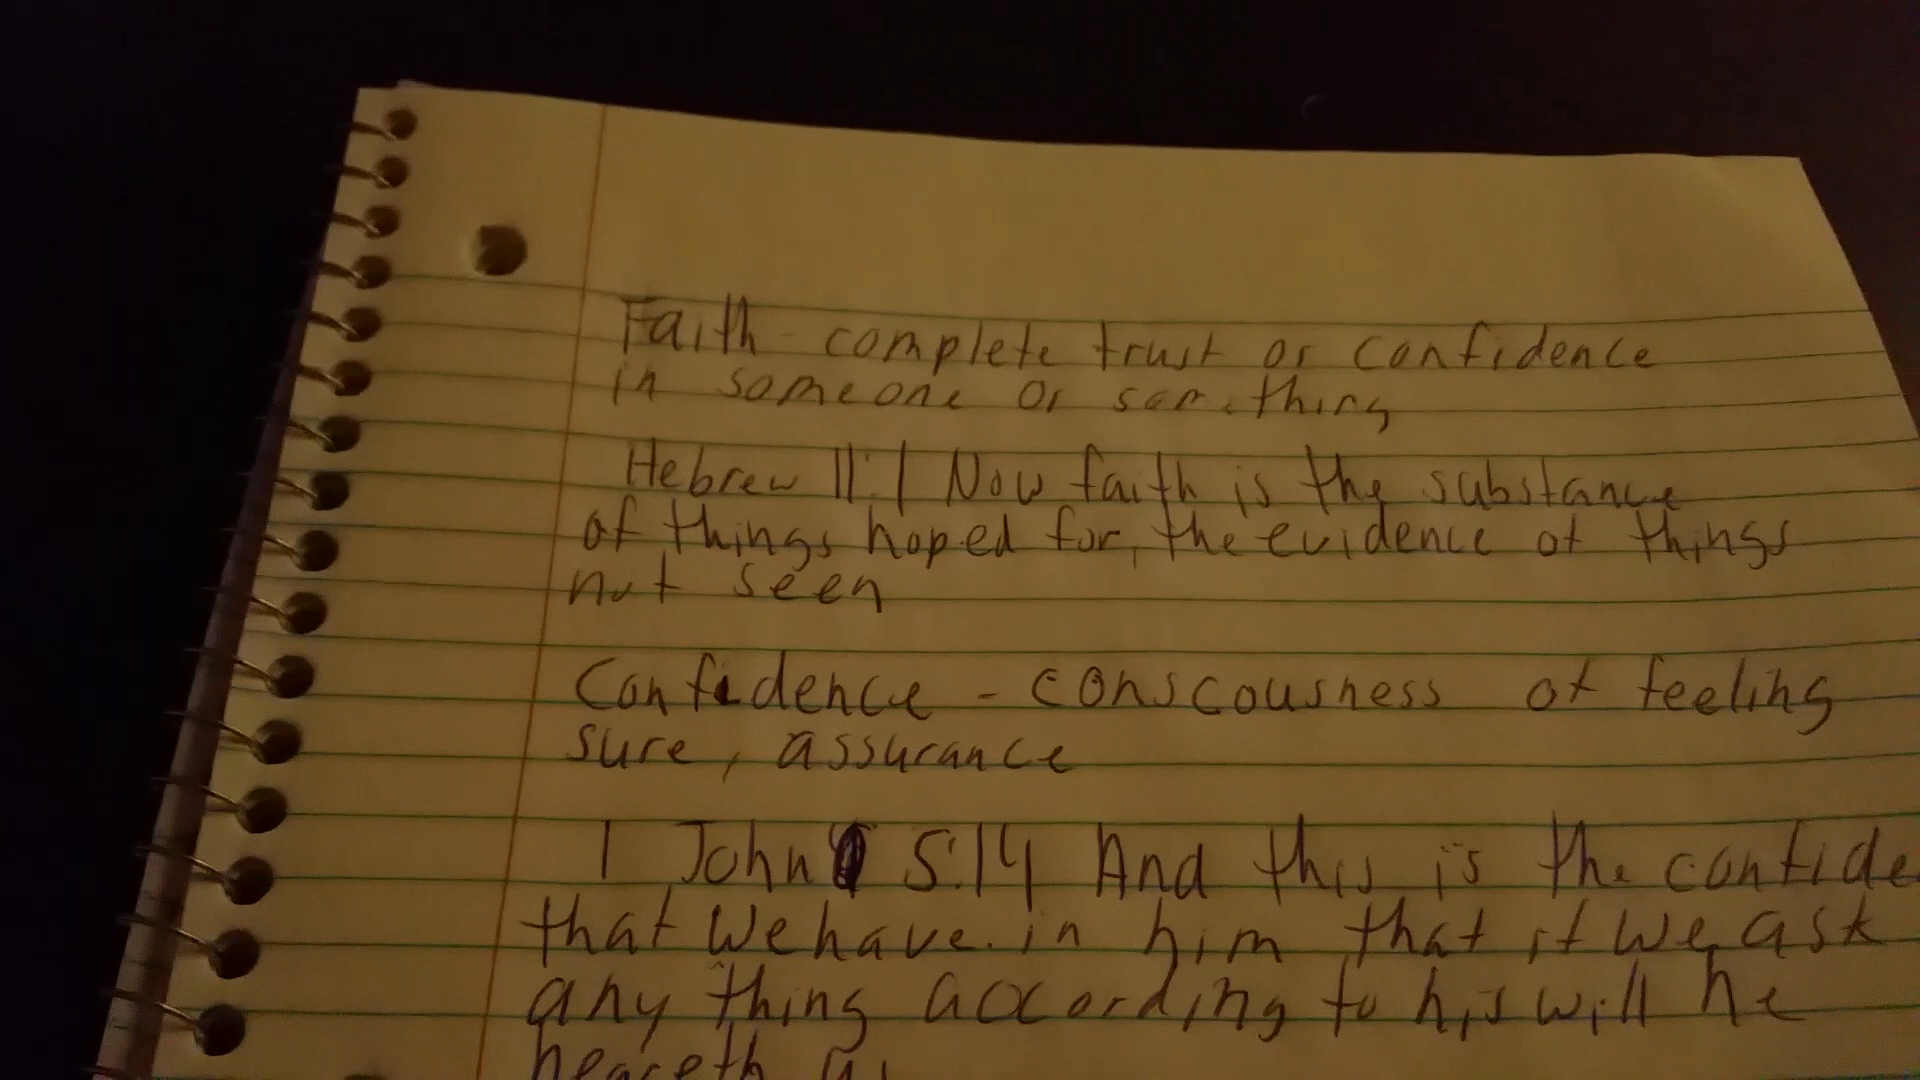 Faith - complete trust or confidence
in someone or something
Hebrew 11:1 Now faith is the substance
of things hoped for, the evidence of things
not seen
Confidence - conscousness of feeling
sure, assurance
1 John 5:14 And this is the confide
that we have in him that if we ask
any thing according to his will he
heareth us